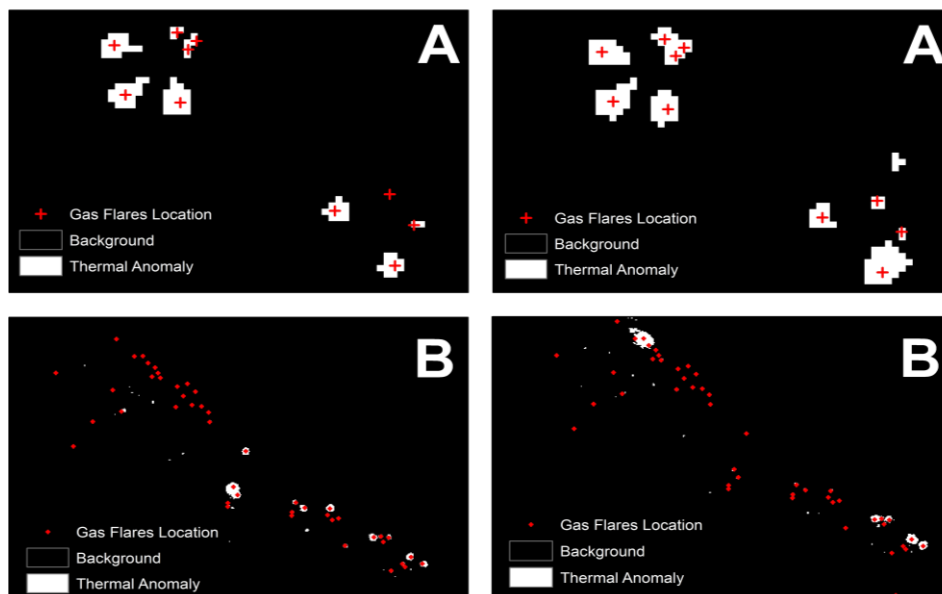 A
Gas Flares Location
Background
Thermal Anomaly
A
Gas Flares Location
Background
Thermal Anomaly
B
Gas Flares Location
Background
Thermal Anomaly
B
Gas Flares Location
Background
Thermal Anomaly